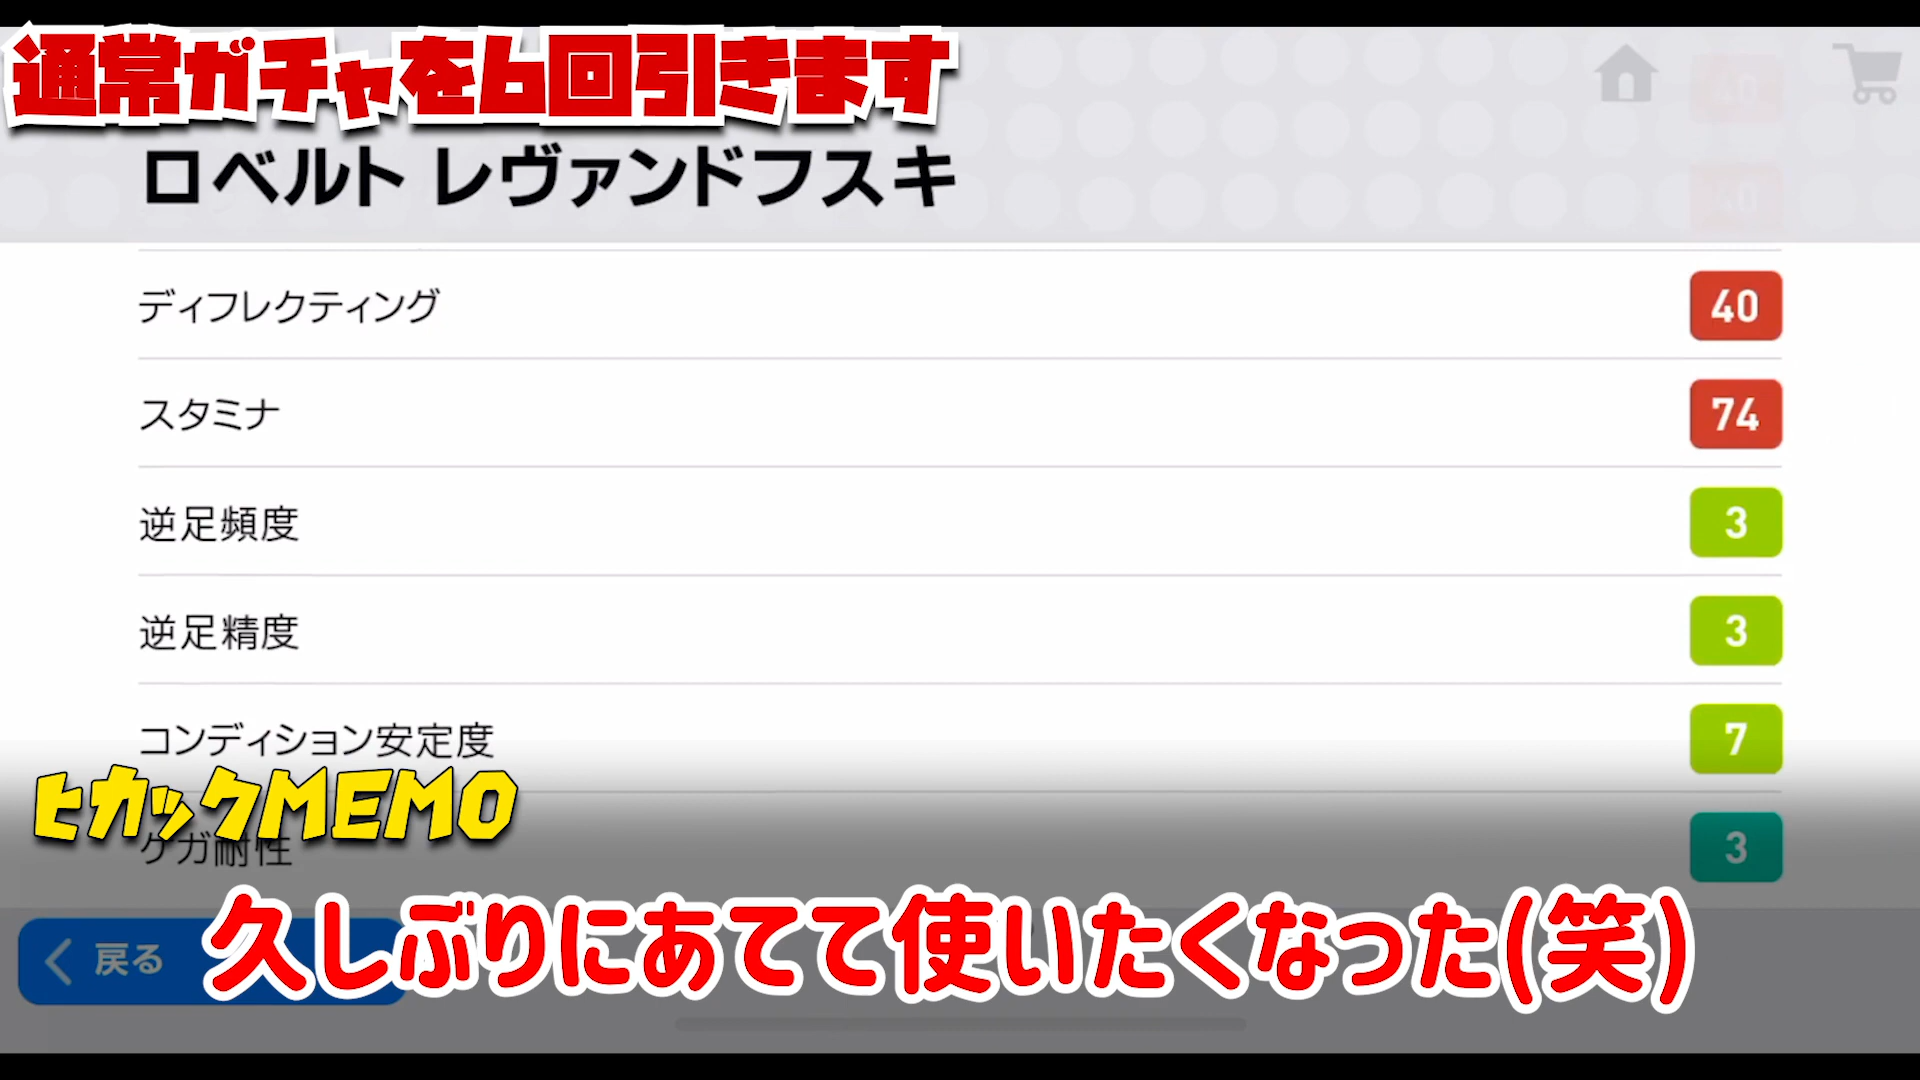 通常ガチャを6回引きます
ロベルト レヴァンドフスキ
40
40
ディフレクティング 40
スタミナ 74
逆足頻度 3
逆足精度 3
コンディション安定度 7
ヒカックMEMO
ケガ耐性 3
久しぶりにあてて使いたくなった(笑)
戻る